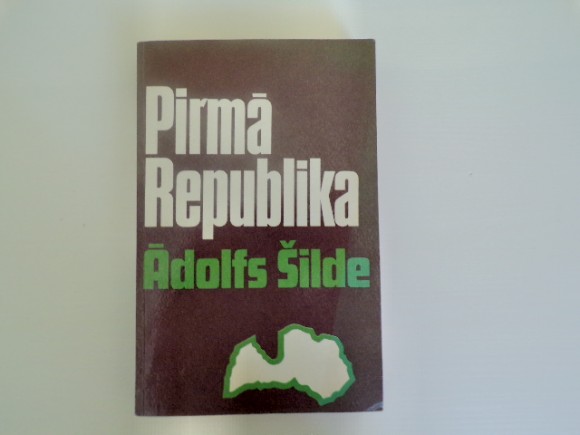 Pirmā
Republika
Ādolfs Šilde